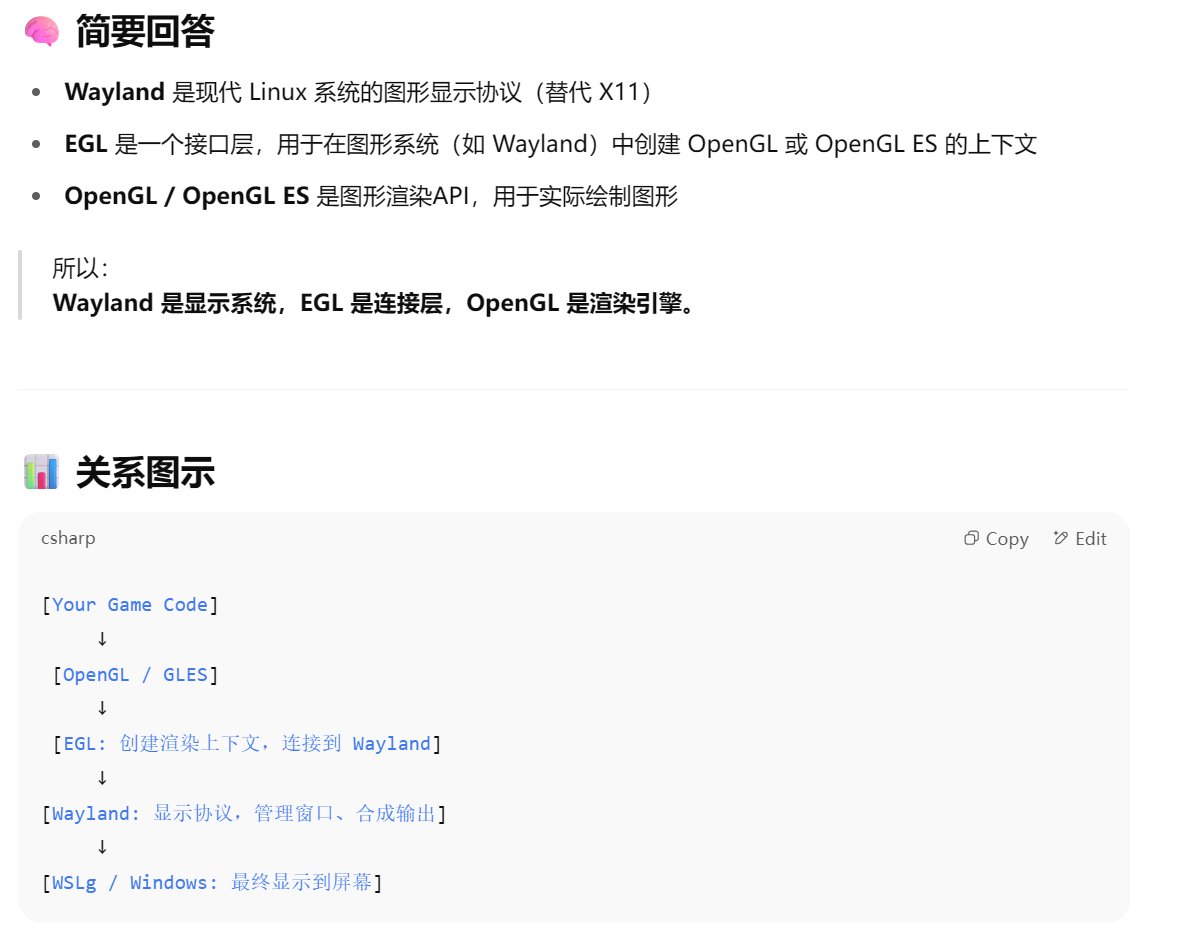 简要回答
Wayland 是现代 Linux 系统的图形显示协议（替代 X11）
EGL 是一个接口层，用于在图形系统（如 Wayland）中创建 OpenGL 或 OpenGL ES 的上下文
OpenGL / OpenGL ES 是图形渲染API，用于实际绘制图形
所以：
Wayland 是显示系统，EGL 是连接层，OpenGL 是渲染引擎。
关系图示
csharp Copy Edit
[Your Game Code]
↓
[OpenGL / GLES]
↓
[EGL: 创建渲染上下文，连接到 Wayland]
↓
[Wayland: 显示协议，管理窗口、合成输出]
↓
[WSLg / Windows: 最终显示到屏幕]